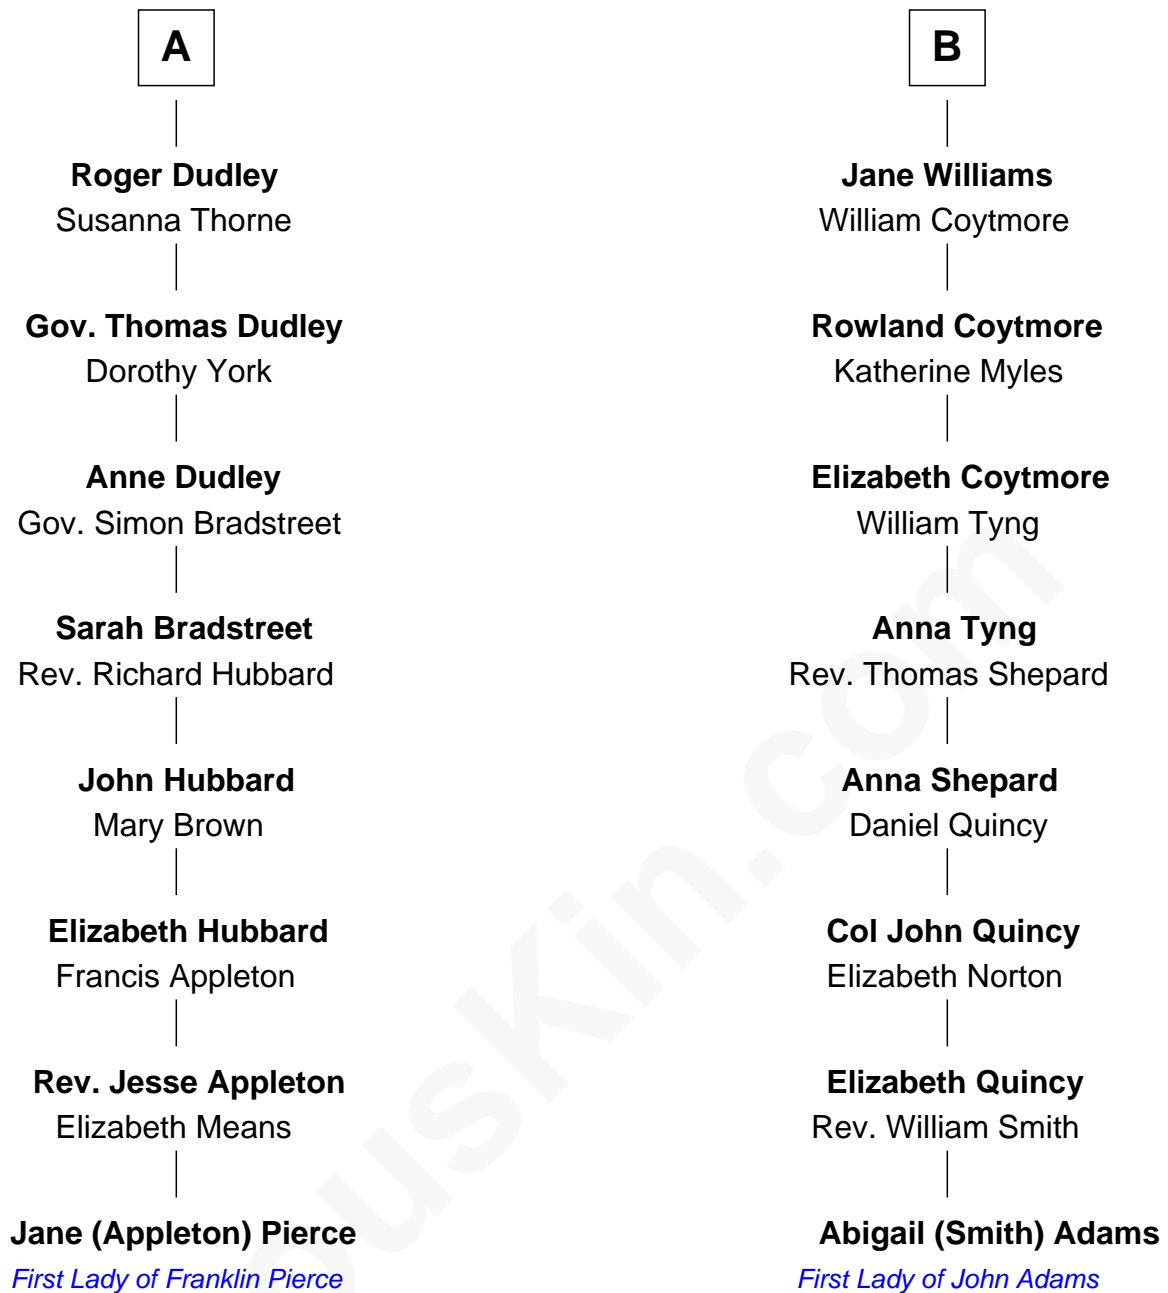 A
Roger Dudley
Susanna Thorne
Gov. Thomas Dudley
Dorothy York
Anne Dudley
Gov. Simon Bradstreet
Sarah Bradstreet
Rev. Richard Hubbard
John Hubbard
Mary Brown
Elizabeth Hubbard
Francis Appleton
Rev. Jesse Appleton
Elizabeth Means
Jane (Appleton) Pierce
First Lady of Franklin Pierce
B
Jane Williams
William Coytmore
Rowland Coytmore
Katherine Myles
Elizabeth Coytmore
William Tyng
Anna Tyng
Rev. Thomas Shepard
Anna Shepard
Daniel Quincy
Col John Quincy
Elizabeth Norton
Elizabeth Quincy
Rev. William Smith
Abigail (Smith) Adams
First Lady of John Adams
ousKin.com